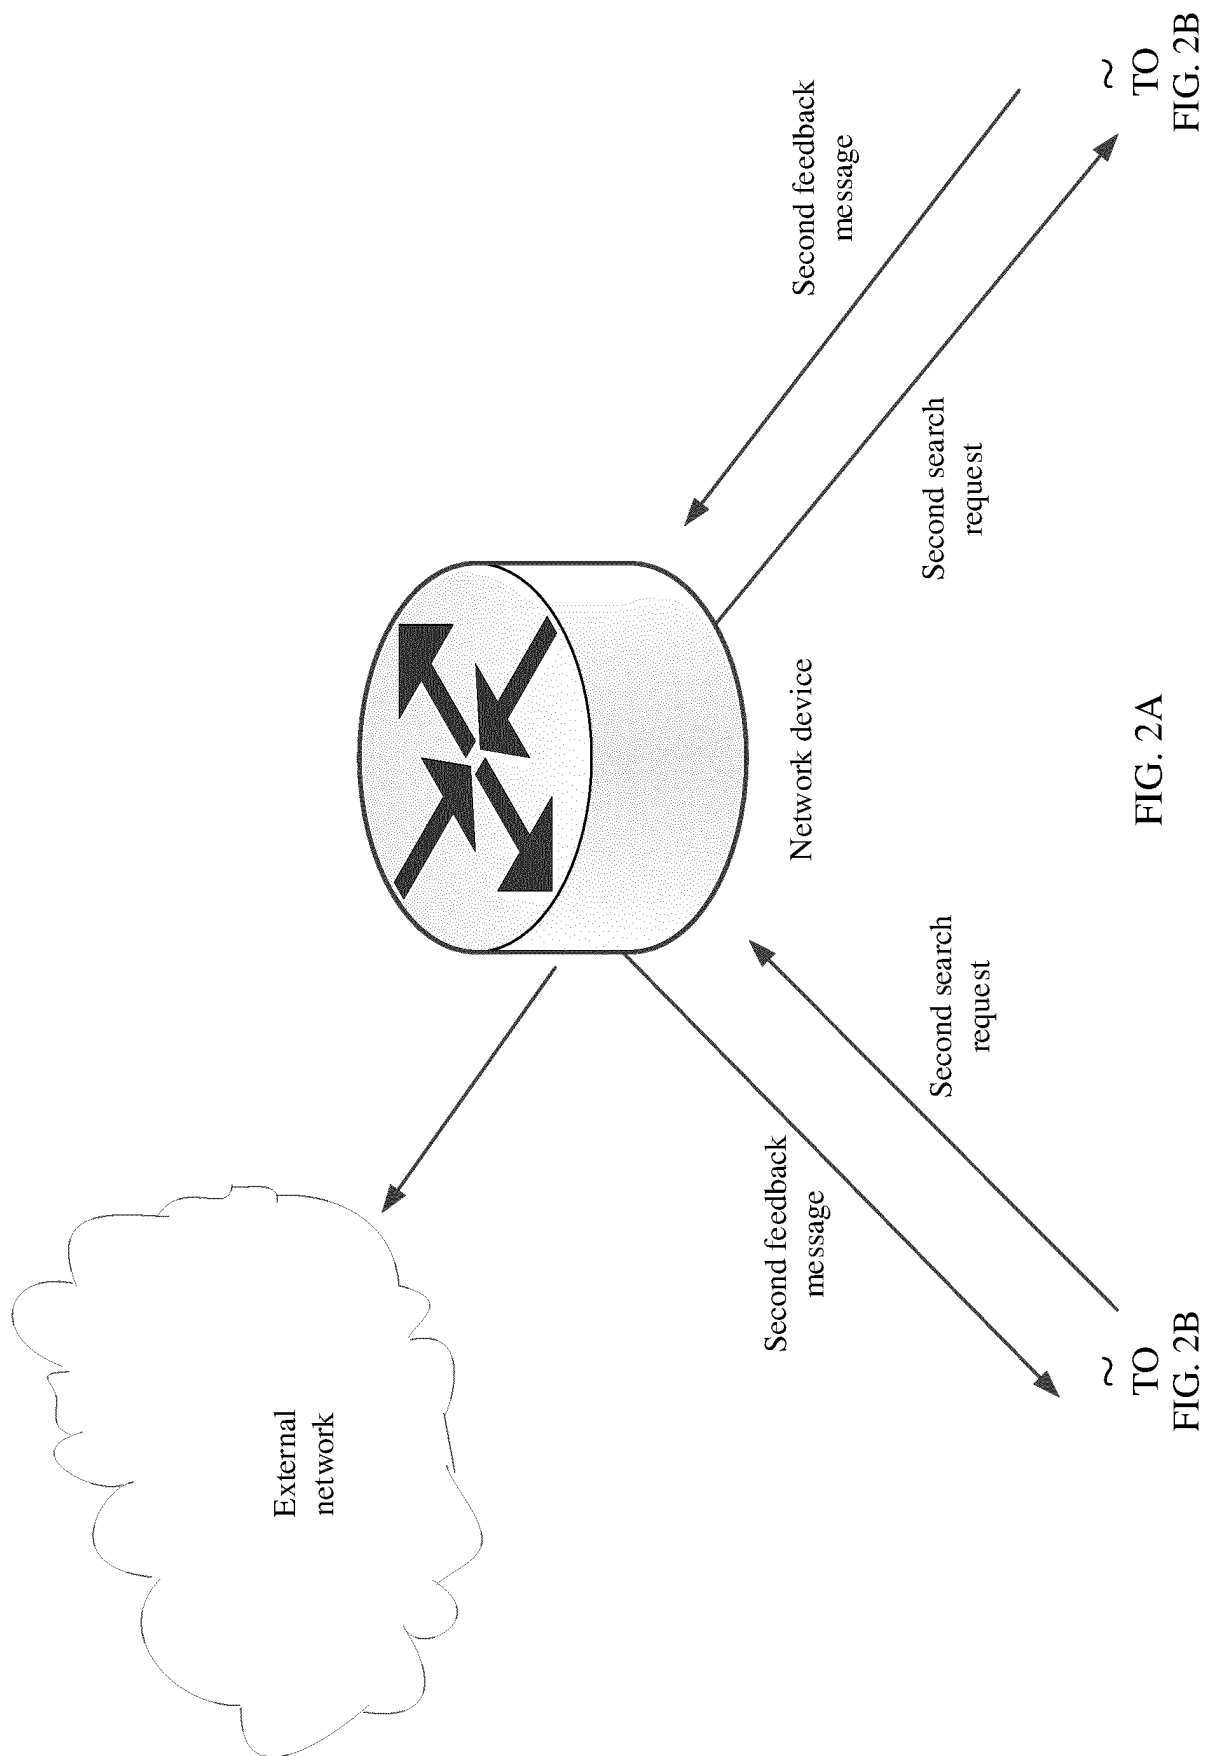 External
network
Second feedback
message
Second search
request
Network device
Second feedback
message
Second search
request
~
TO
FIG. 2B
~
TO
FIG. 2B
FIG. 2A